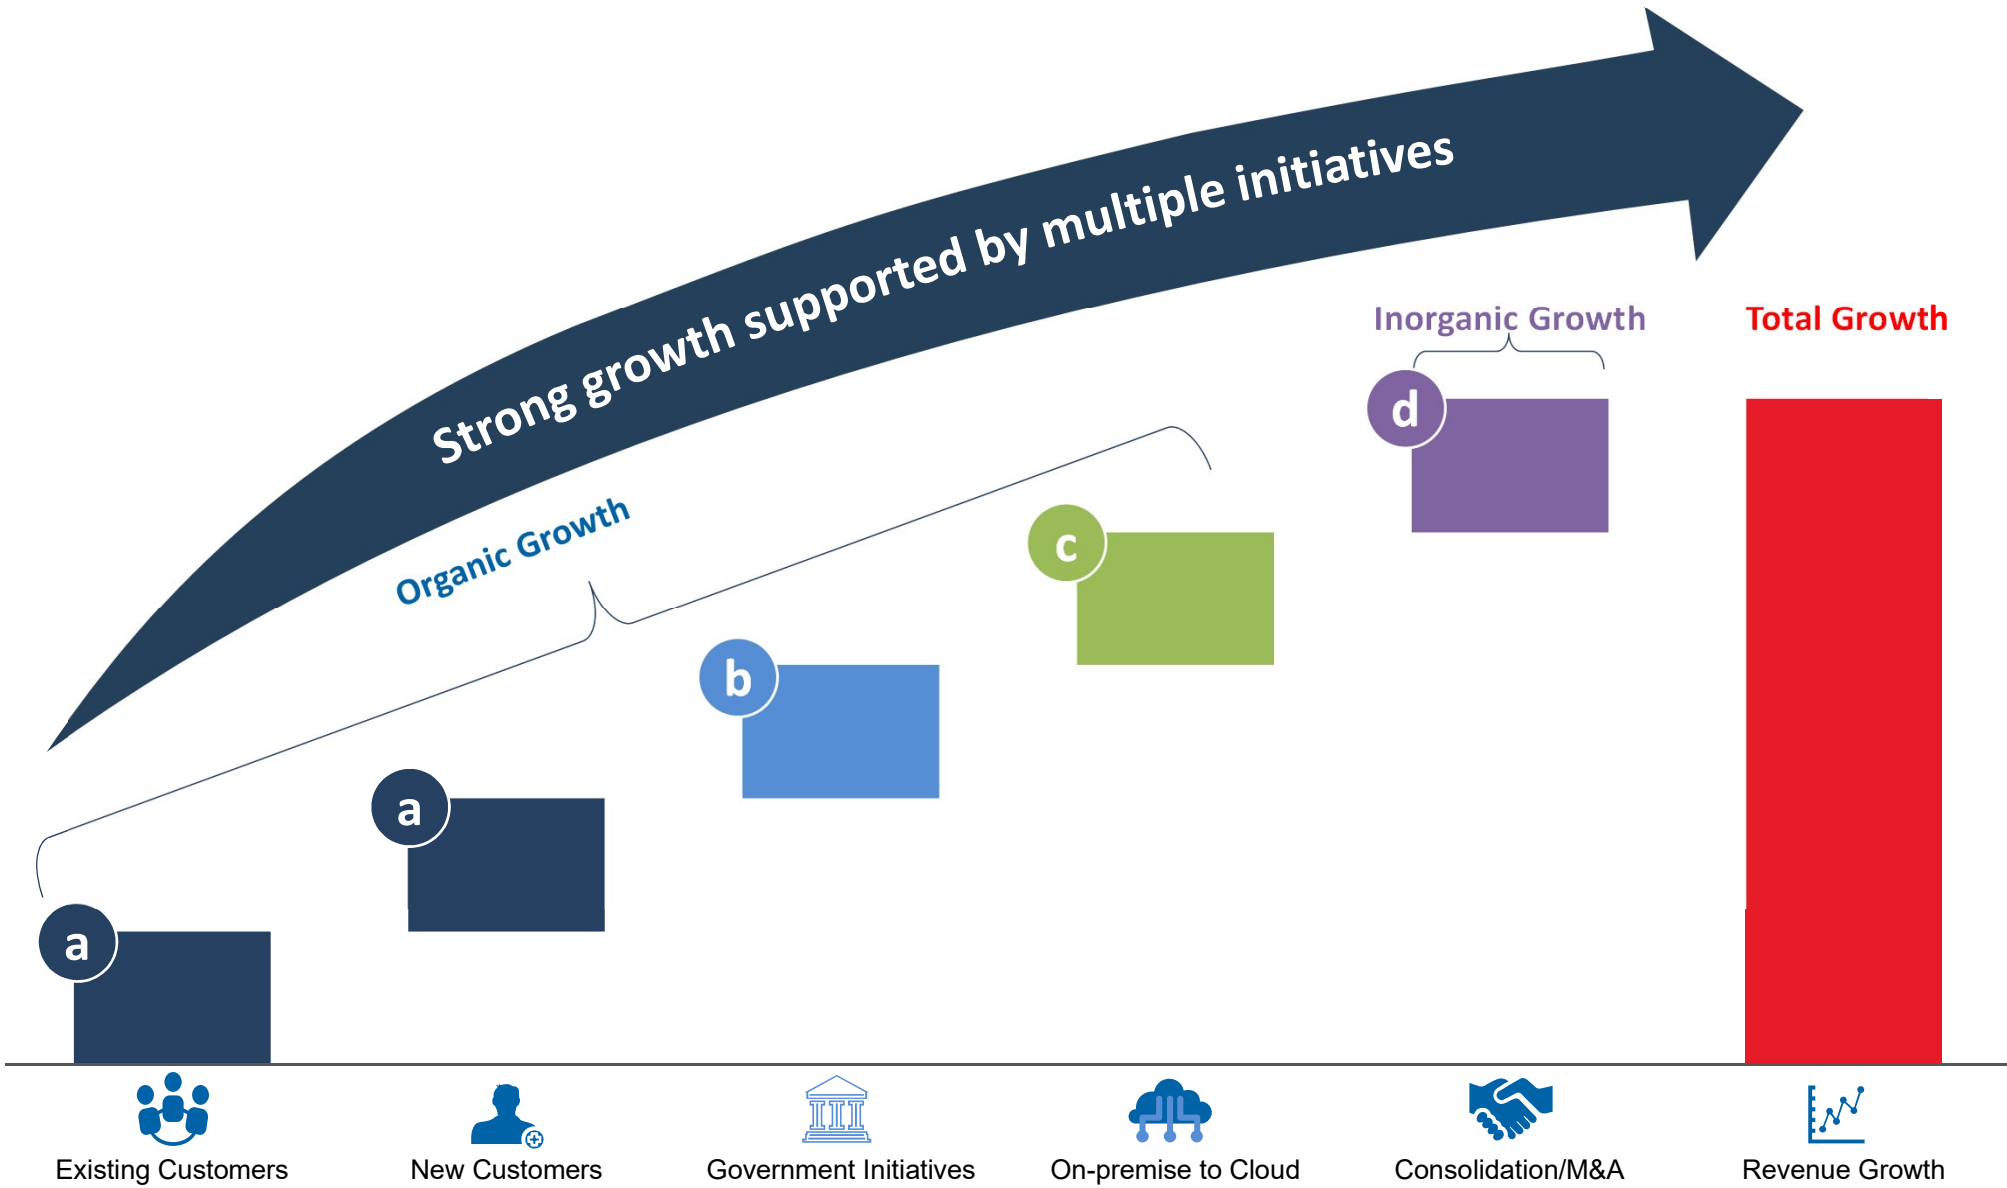 Strong growth supported by multiple initiatives
Inorganic Growth
Total Growth
d
Organic Growth
c
b
a
a
Existing Customers
New Customers
Government Initiatives
On-premise to Cloud
Consolidation/M&A
Revenue Growth